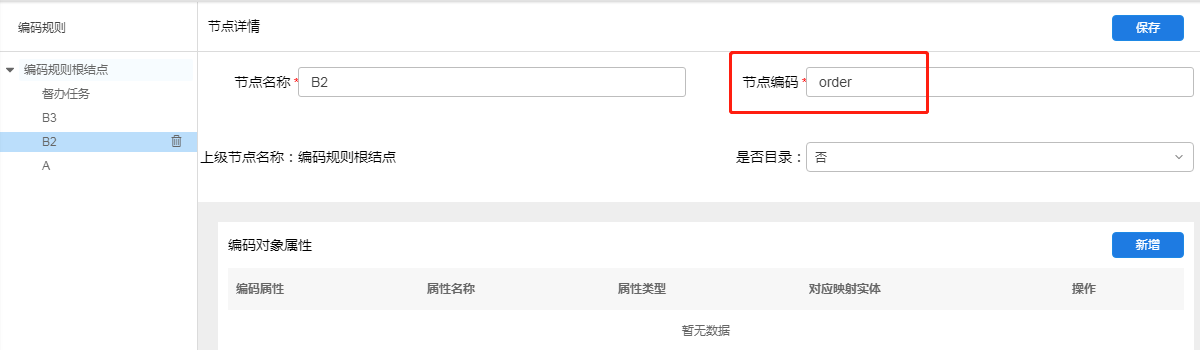 编码规则
节点详情
保存
编码规则根结点
督办任务
B3
B2
A
节点名称* B2
节点编码* order
上级节点名称：编码规则根结点
是否目录： 否
编码对象属性
新增
编码属性 属性名称 属性类型 对应映射实体 操作
暂无数据